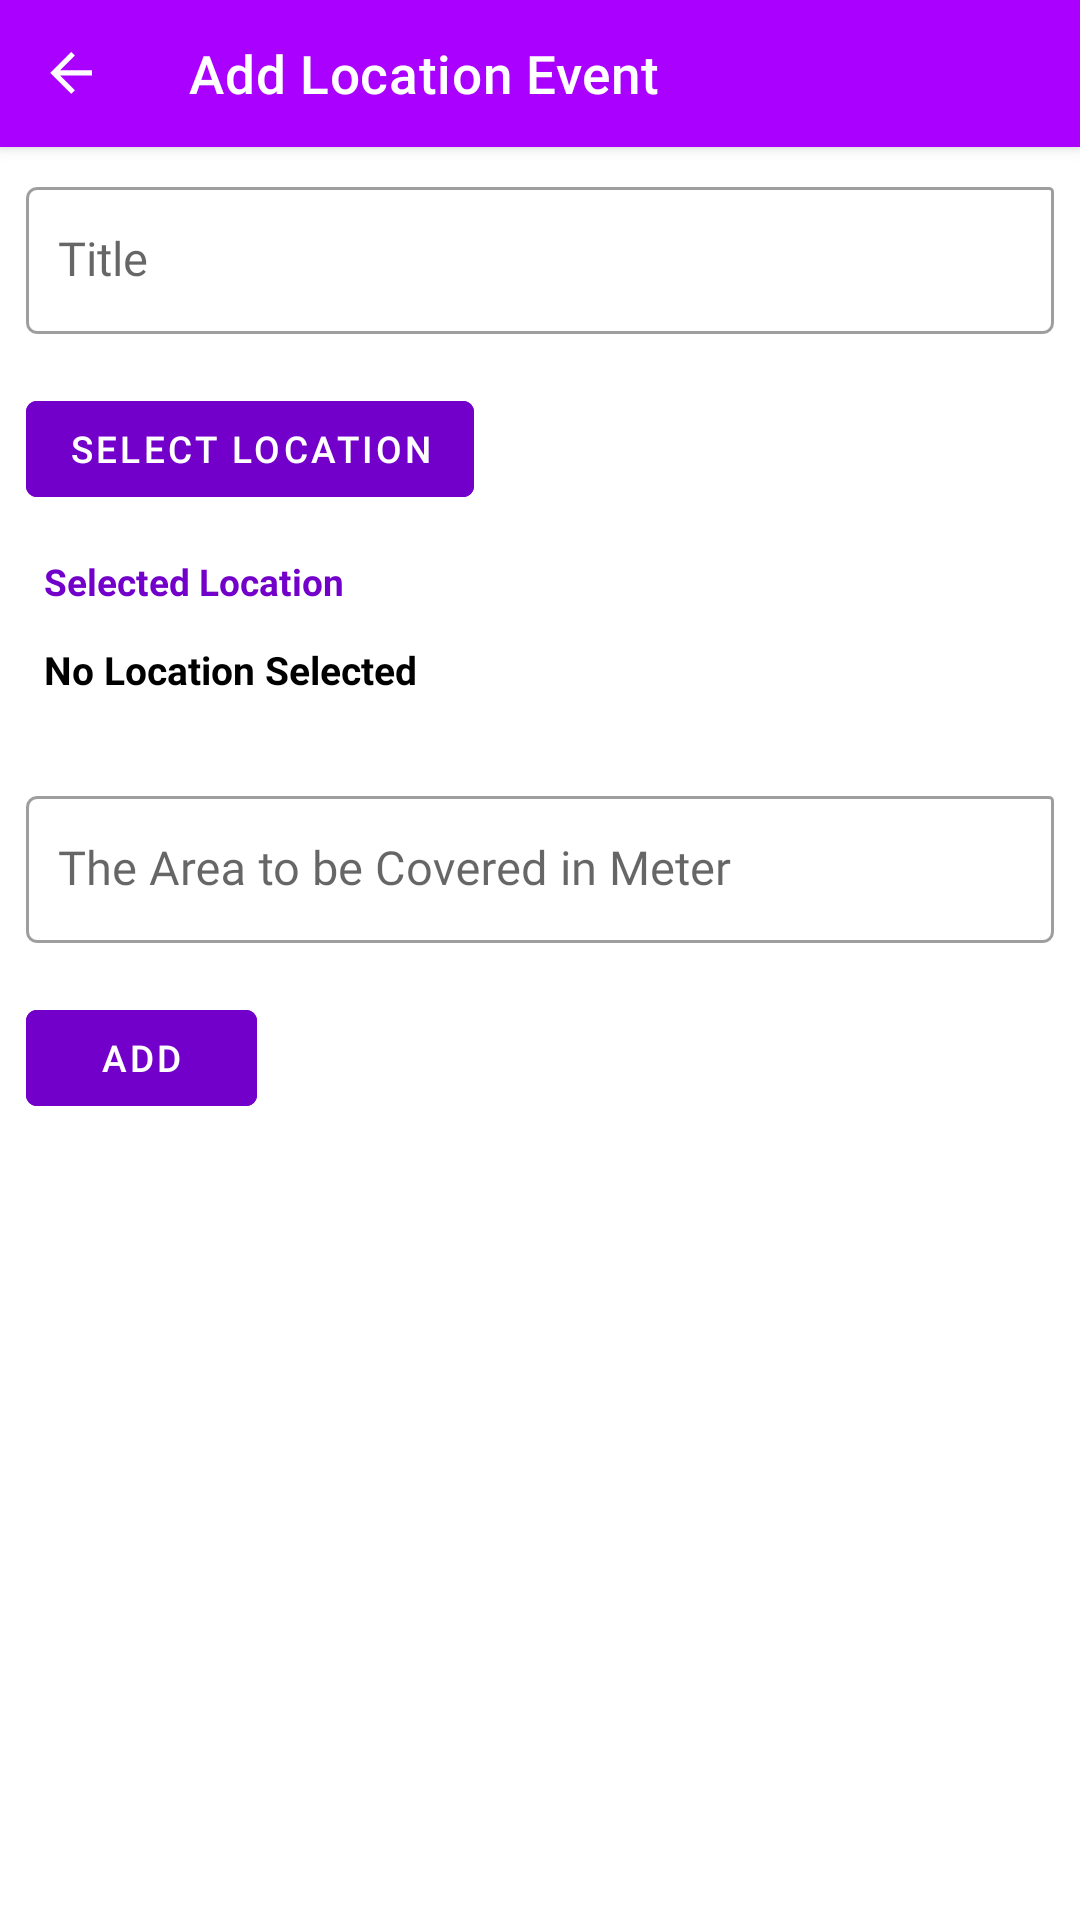 Add Location Event
Title
SELECT LOCATION
Selected Location
No Location Selected
The Area to be Covered in Meter
ADD